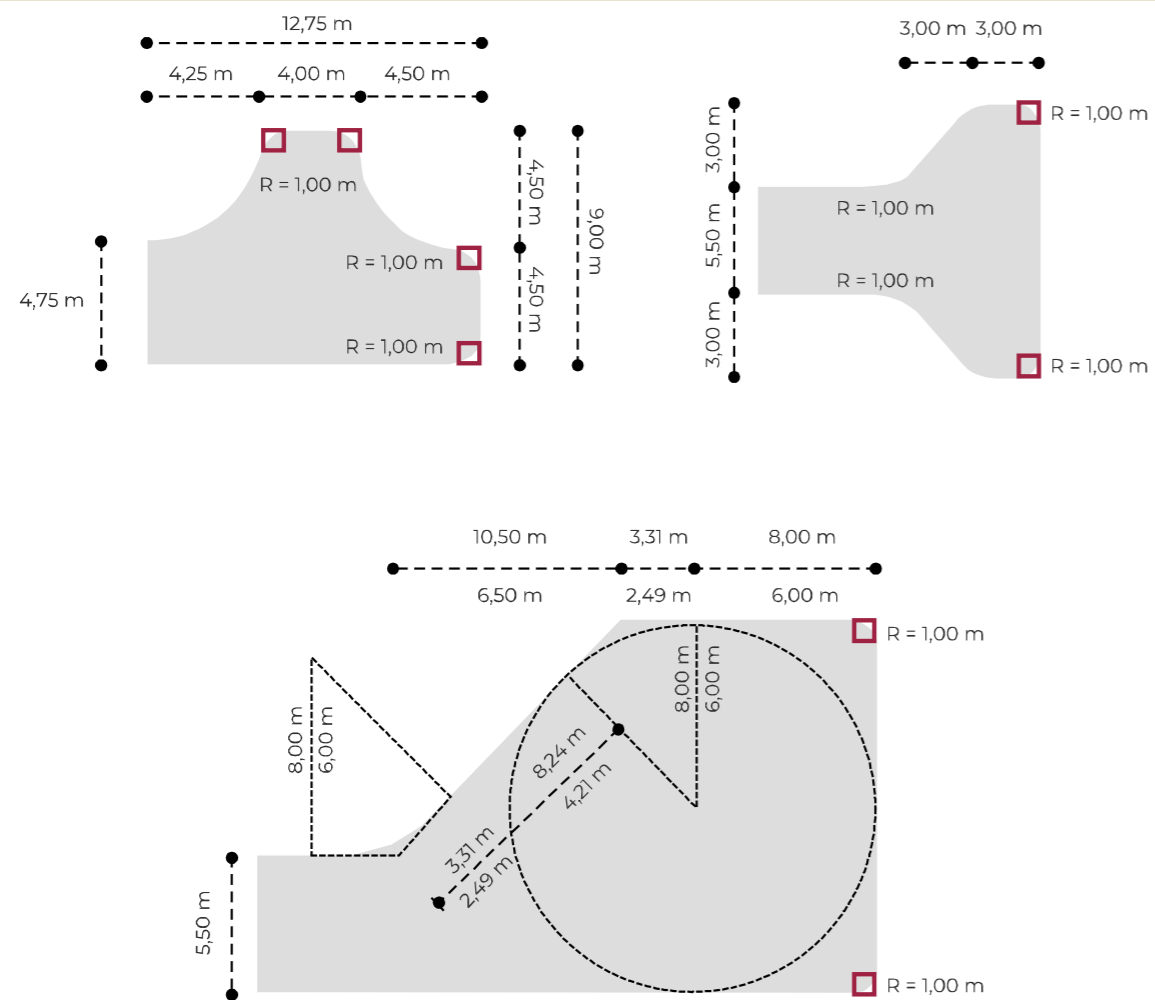 12,75 m
4,25 m
4,00 m
4,50 m
R = 1,00 m
R = 1,00 m
R = 1,00 m
4,75 m
4,50 m
4,50 m
9,00 m
3,00 m
3,00 m
3,00 m
5,50 m
3,00 m
R = 1,00 m
R = 1,00 m
R = 1,00 m
R = 1,00 m
10,50 m
3,31 m
8,00 m
6,50 m
2,49 m
6,00 m
R = 1,00 m
8,00 m
6,00 m
8,00 m
6,00 m
8,24 m
4,21 m
3,31 m
2,49 m
5,50 m
R = 1,00 m